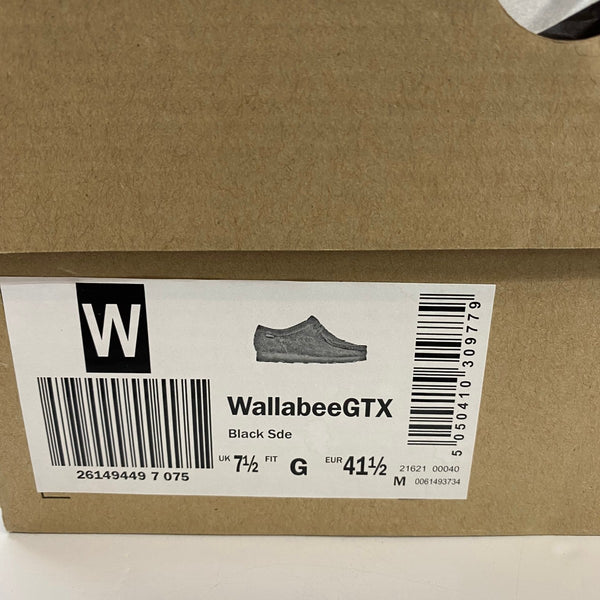 W
26149449 7 075
WallabeeGTX
Black Sde
UK 7½ FIT G EUR 41½
21621 00040
M 0061493734
5 050410 309779